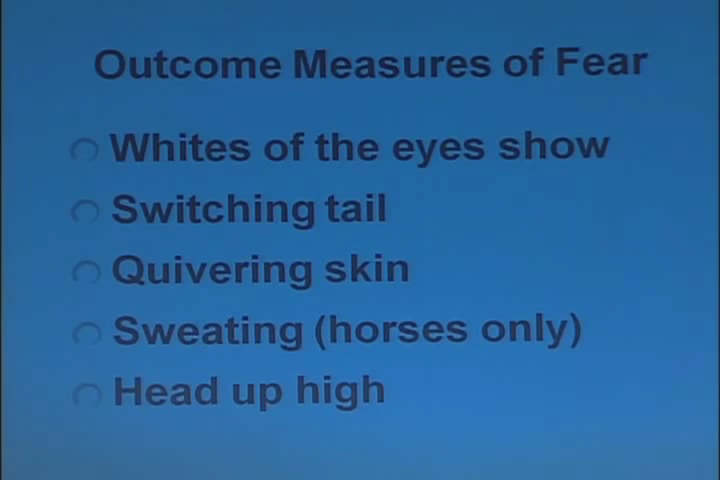 Outcome Measures of Fear
Whites of the eyes show
Switching tail
Quivering skin
Sweating (horses only)
Head up high